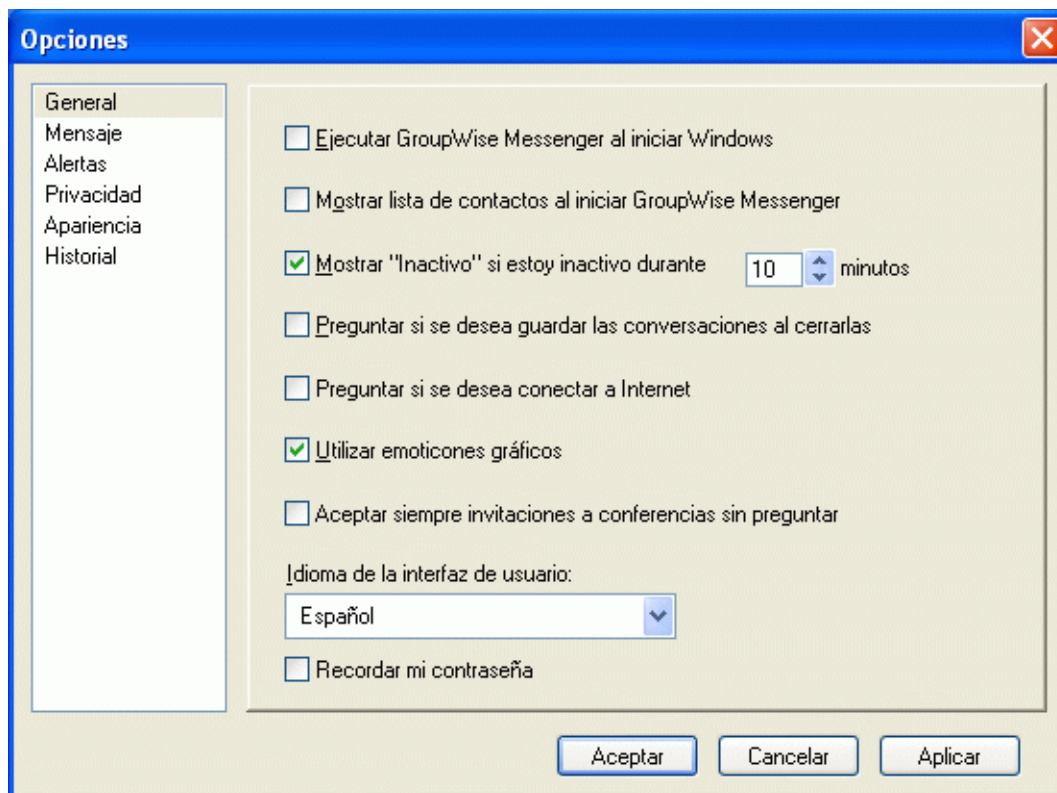 Opciones
General
Mensaje
Alertas
Privacidad
Apariencia
Historial
Ejecutar GroupWise Messenger al iniciar Windows
Mostrar lista de contactos al iniciar GroupWise Messenger
Mostrar "Inactivo" si estoy inactivo durante 10 minutos
Preguntar si se desea guardar las conversaciones al cerrarlas
Preguntar si se desea conectar a Internet
Utilizar emoticones gráficos
Aceptar siempre invitaciones a conferencias sin preguntar
Idioma de la interfaz de usuario:
Español
Recordar mi contraseña
Aceptar Cancelar Aplicar